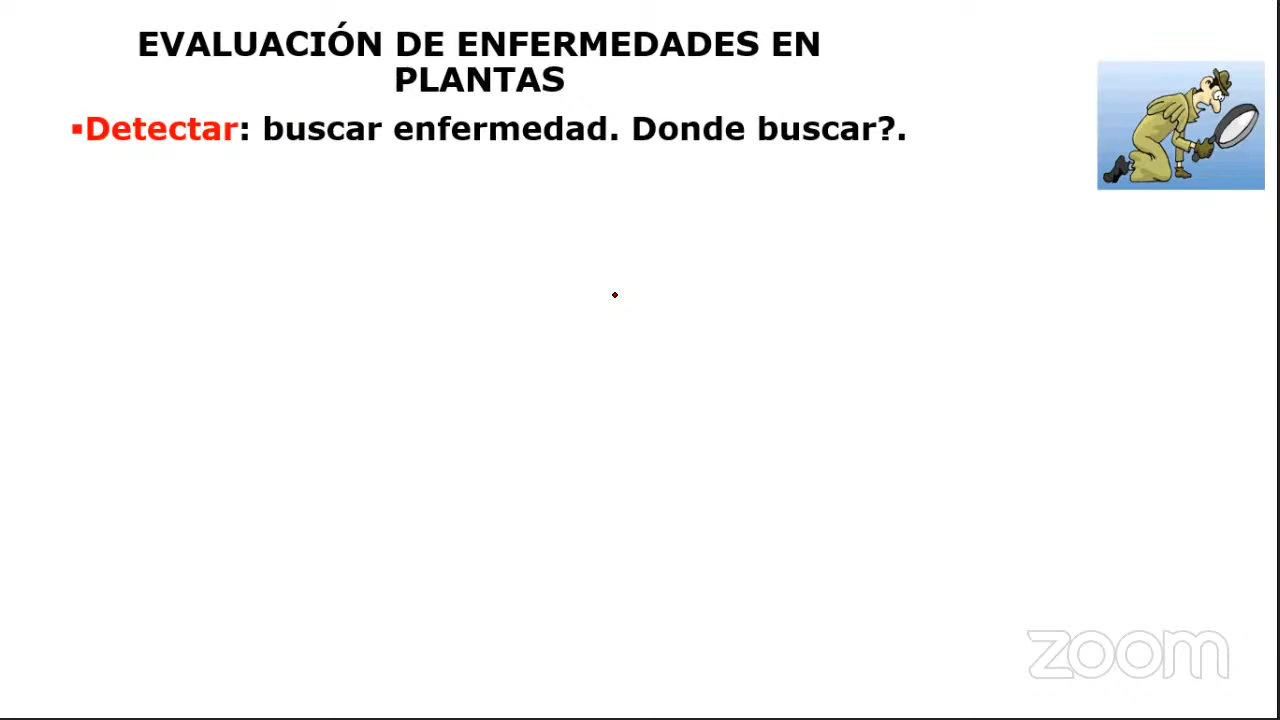 EVALUACIÓN DE ENFERMEDADES EN
PLANTAS
▪Detectar: buscar enfermedad. Donde buscar?.
zoom